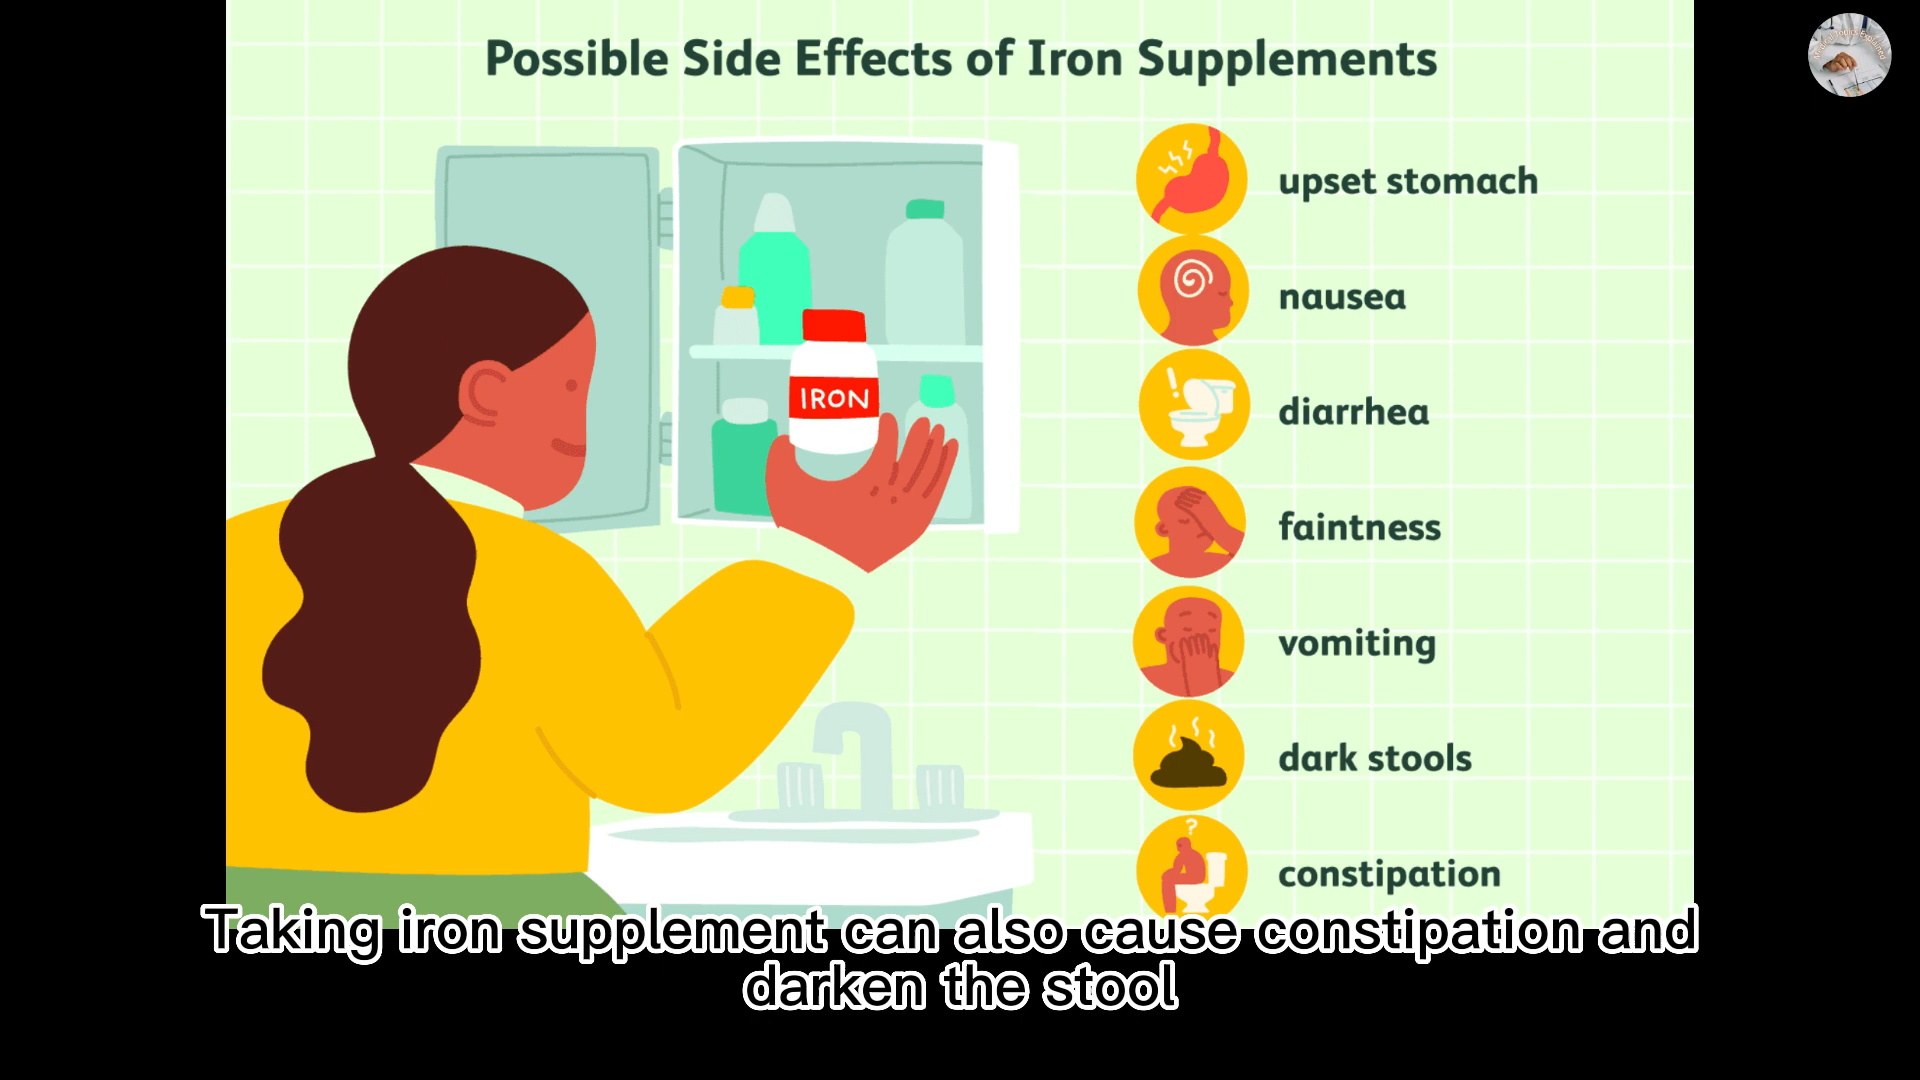 Possible Side Effects of Iron Supplements
upset stomach
nausea
IRON
diarrhea
faintness
vomiting
dark stools
constipation
Taking iron supplement can also cause constipation and
darken the stool